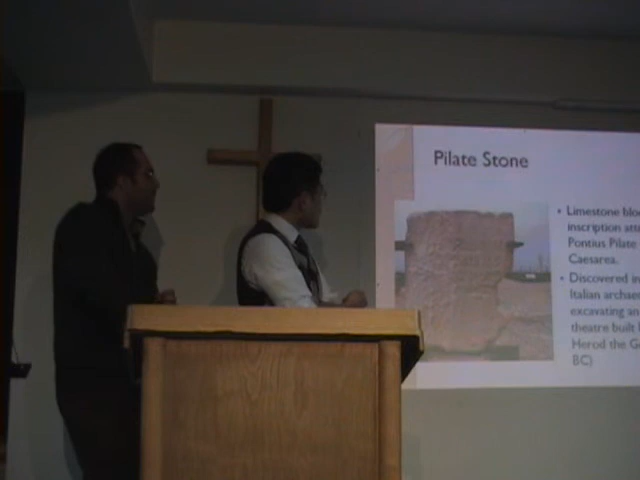 Pilate Stone
• Limestone blo
inscription att
Pontius Pilate
Caesarea.
• Discovered in
Italian archae
excavating an
theatre built
Herod the G
BC)